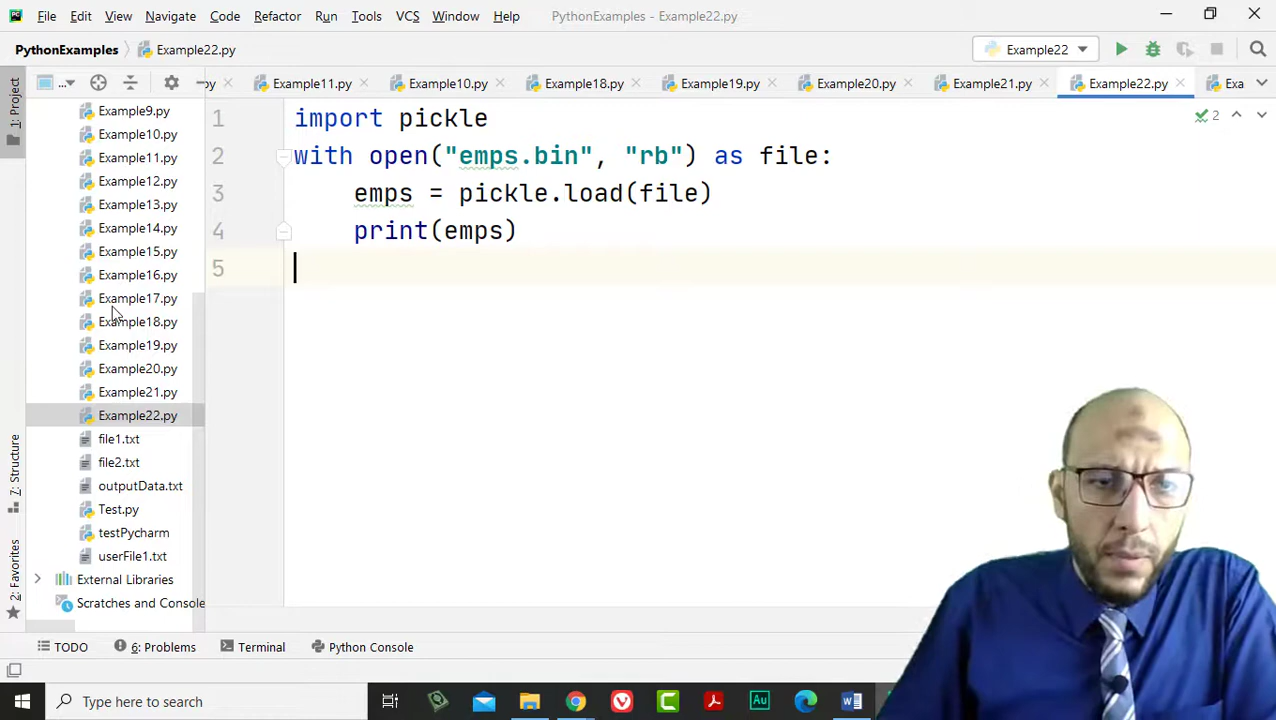 File Edit View Navigate Code Refactor Run Tools VCS Window Help PythonExamples - Example22.py
PythonExamples Example22.py Example22
1: Project
... .py Example11.py Example10.py Example18.py Example19.py Example20.py Example21.py Example22.py Exa
Example9.py
Example10.py
Example11.py
Example12.py
Example13.py
Example14.py
Example15.py
Example16.py
Example17.py
Example18.py
Example19.py
Example20.py
Example21.py
Example22.py
file1.txt
file2.txt
outputData.txt
Test.py
testPycharm
userFile1.txt
External Libraries
Scratches and Console
1 import pickle
2 with open("emps.bin", "rb") as file:
3 emps = pickle.load(file)
4 print(emps)
5
2
7: Structure
2: Favorites
TODO 6: Problems Terminal Python Console
Type here to search
Au